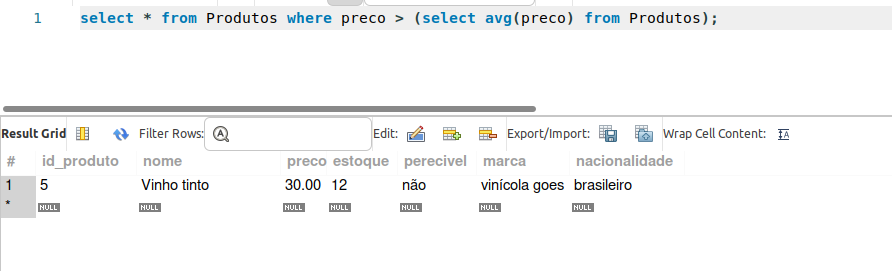 1 select * from Produtos where preco > (select avg(preco) from Produtos);
Result Grid Filter Rows: Edit: Export/Import: Wrap Cell Content:
# id_produto nome preco estoque perecivel marca nacionalidade
1 5 Vinho tinto 30.00 12 não vinícola goes brasileiro
* NULL NULL NULL NULL NULL NULL NULL